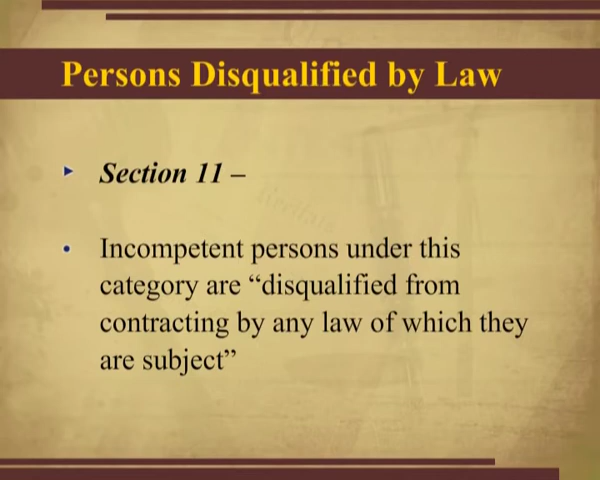 Persons Disqualified by Law
Section 11 –
Incompetent persons under this
category are “disqualified from
contracting by any law of which they
are subject”